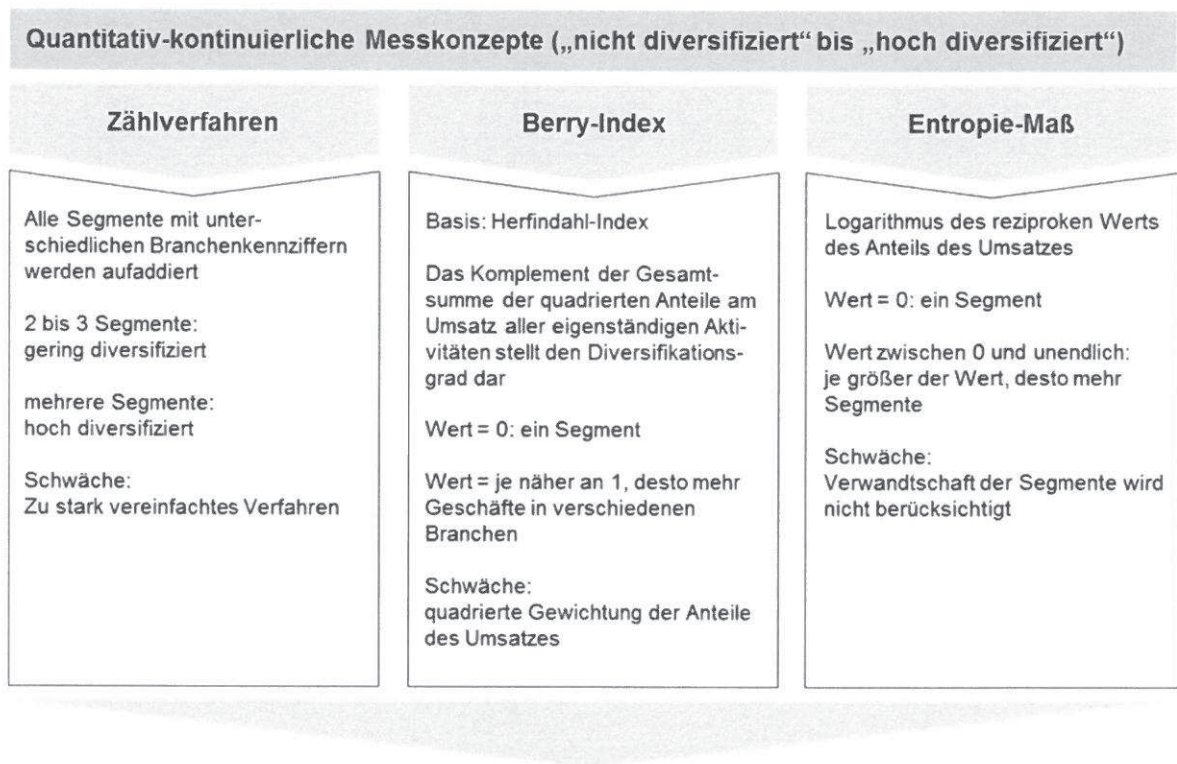 Quantitativ-kontinuierliche Messkonzepte („nicht diversifiziert“ bis „hoch diversifiziert“)
Zählverfahren
Alle Segmente mit unter-
schiedlichen Branchenkennziffern
werden aufaddiert
2 bis 3 Segmente:
gering diversifiziert
mehrere Segmente:
hoch diversifiziert
Schwäche:
Zu stark vereinfachtes Verfahren
Berry-Index
Basis: Herfindahl-Index
Das Komplement der Gesamt-
summe der quadrierten Anteile am
Umsatz aller eigenständigen Akti-
vitäten stellt den Diversifikations-
grad dar
Wert = 0: ein Segment
Wert = je näher an 1, desto mehr
Geschäfte in verschiedenen
Branchen
Schwäche:
quadrierte Gewichtung der Anteile
des Umsatzes
Entropie-Maß
Logarithmus des reziproken Werts
des Anteils des Umsatzes
Wert = 0: ein Segment
Wert zwischen 0 und unendlich:
je größer der Wert, desto mehr
Segmente
Schwäche:
Verwandtschaft der Segmente wird
nicht berücksichtigt